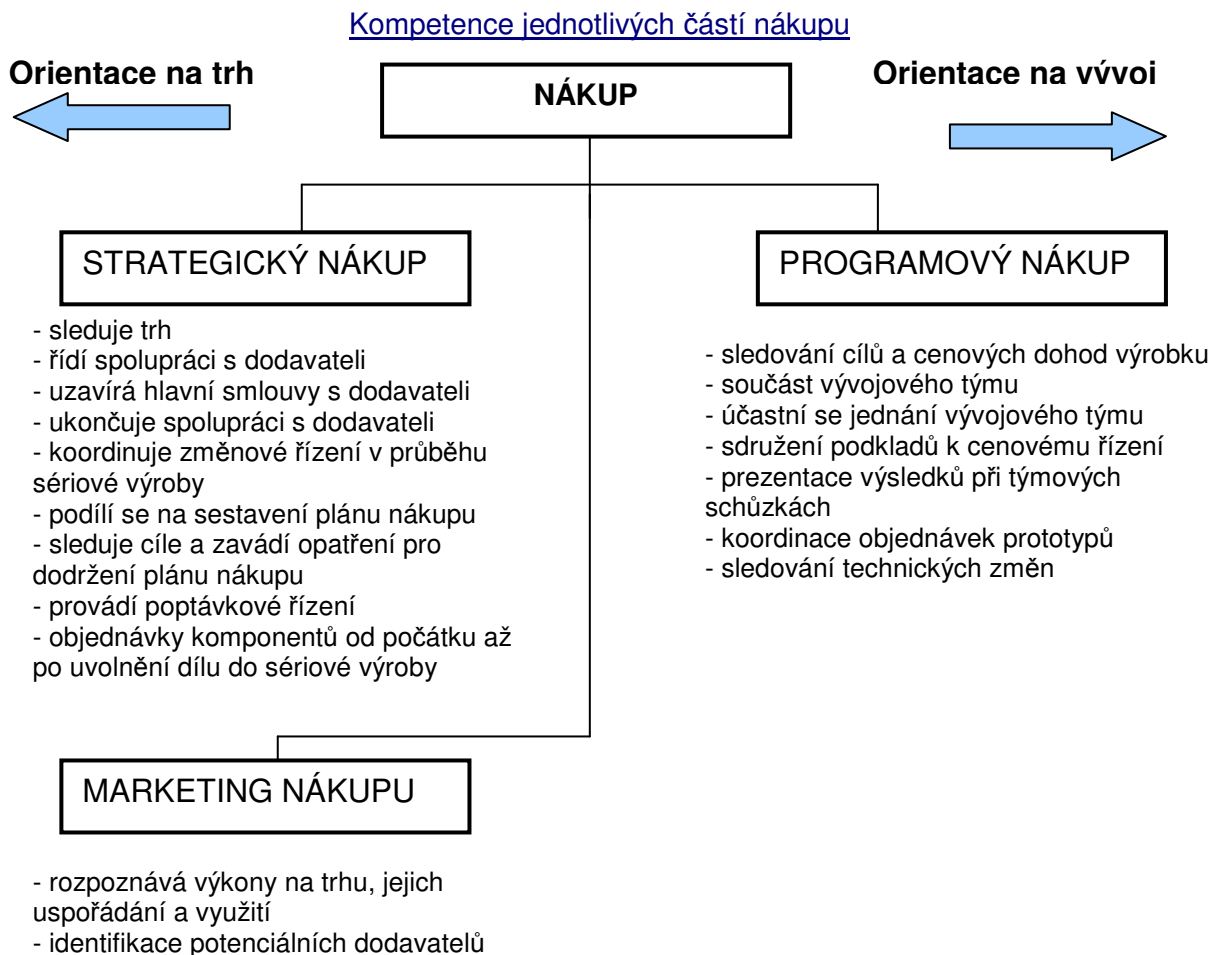 Kompetence jednotlivých částí nákupu
Orientace na trh
NÁKUP
Orientace na vývoj
STRATEGICKÝ NÁKUP
- sleduje trh
- řídí spolupráci s dodavateli
- uzavírá hlavní smlouvy s dodavateli
- ukončuje spolupráci s dodavateli
- koordinuje změnové řízení v průběhu
sériové výroby
- podílí se na sestavení plánu nákupu
- sleduje cíle a zavádí opatření pro
dodržení plánu nákupu
- provádí poptávkové řízení
- objednávky komponentů od počátku až
po uvolnění dílu do sériové výroby
PROGRAMOVÝ NÁKUP
- sledování cílů a cenových dohod výrobku
- součást vývojového týmu
- účastní se jednání vývojového týmu
- sdružení podkladů k cenovému řízení
- prezentace výsledků při týmových
schůzkách
- koordinace objednávek prototypů
- sledování technických změn
MARKETING NÁKUPU
- rozpoznává výkony na trhu, jejich
uspořádání a využití
- identifikace potenciálních dodavatelů